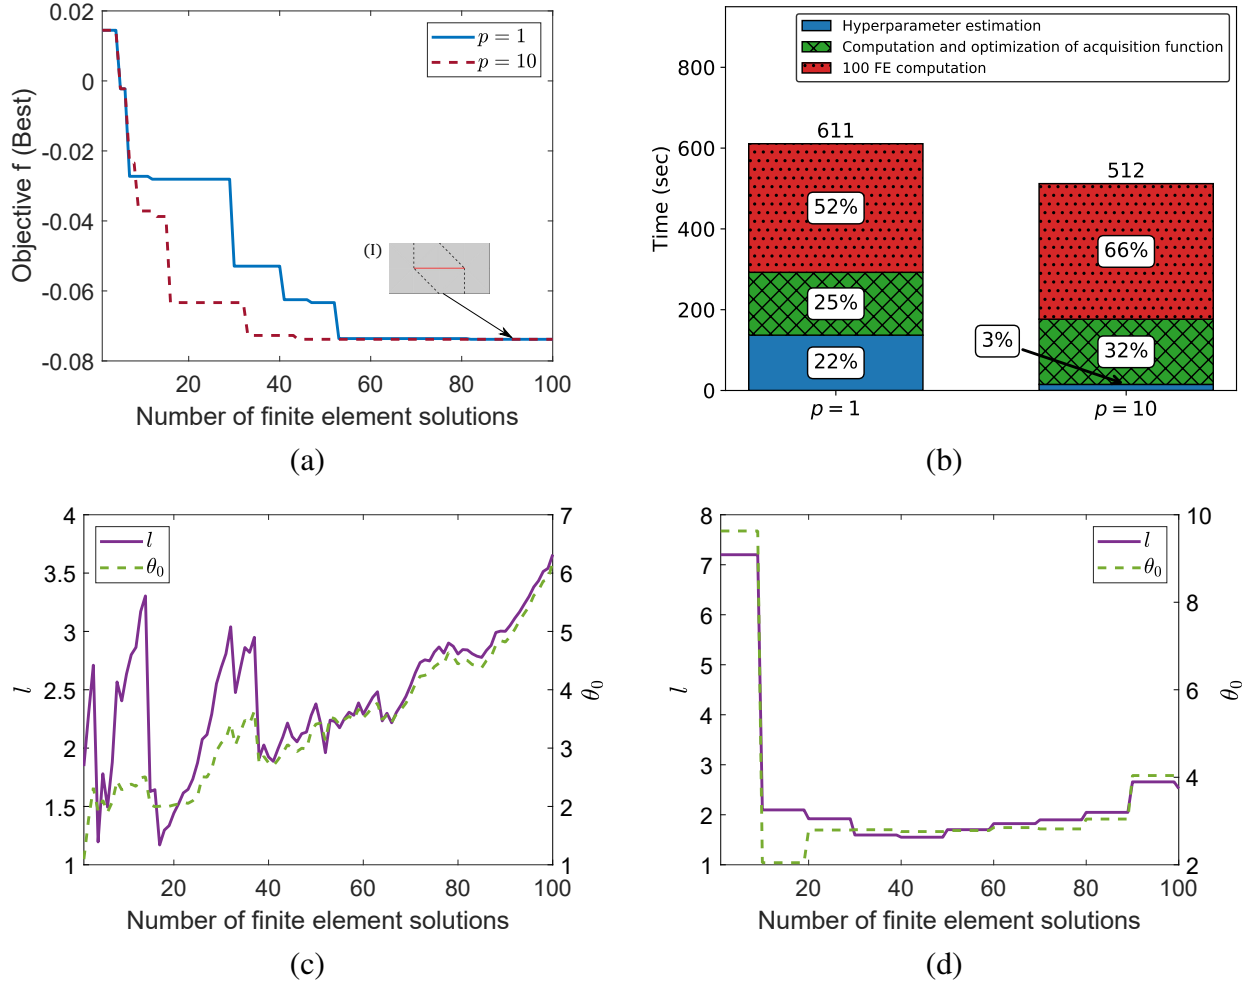 0.02
0
-0.02
-0.04
-0.06
-0.08
Objective f (Best)
p = 1
p = 10
(I)
20 40 60 80 100
Number of finite element solutions
(a)
Hyperparameter estimation
Computation and optimization of acquisition function
100 FE computation
800
600
400
200
0
Time (sec)
611
512
52%
66%
25%
3%
32%
22%
p = 1
p = 10
(b)
4
3.5
3
2.5
2
1.5
1
l
l
θ0
7
6
5
4
3
2
1
θ0
20 40 60 80 100
Number of finite element solutions
(c)
8
7
6
5
4
3
2
1
l
l
θ0
10
8
6
4
2
θ0
20 40 60 80 100
Number of finite element solutions
(d)